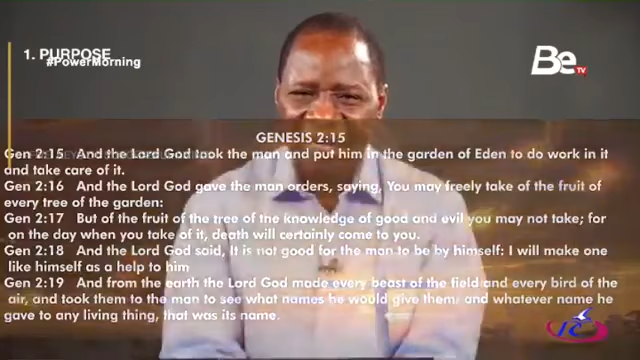 1. PURPOSE
#PowerMorning
Be
TV
GENESIS 2:15
Gen 2:15 And the Lord God took the man and put him in the garden of Eden to do work in it
and take care of it.
Gen 2:16 And the Lord God gave the man orders, saying, You may freely take of the fruit of
every tree of the garden:
Gen 2:17 But of the fruit of the tree of the knowledge of good and evil you may not take; for
on the day when you take of it, death will certainly come to you.
Gen 2:18 And the Lord God said, It is not good for the man to be by himself: I will make one
like himself as a help to him
Gen 2:19 And from the earth the Lord God made every beast of the field and every bird of the
air, and took them to the man to see what names he would give them: and whatever name he
gave to any living thing, that was its name.